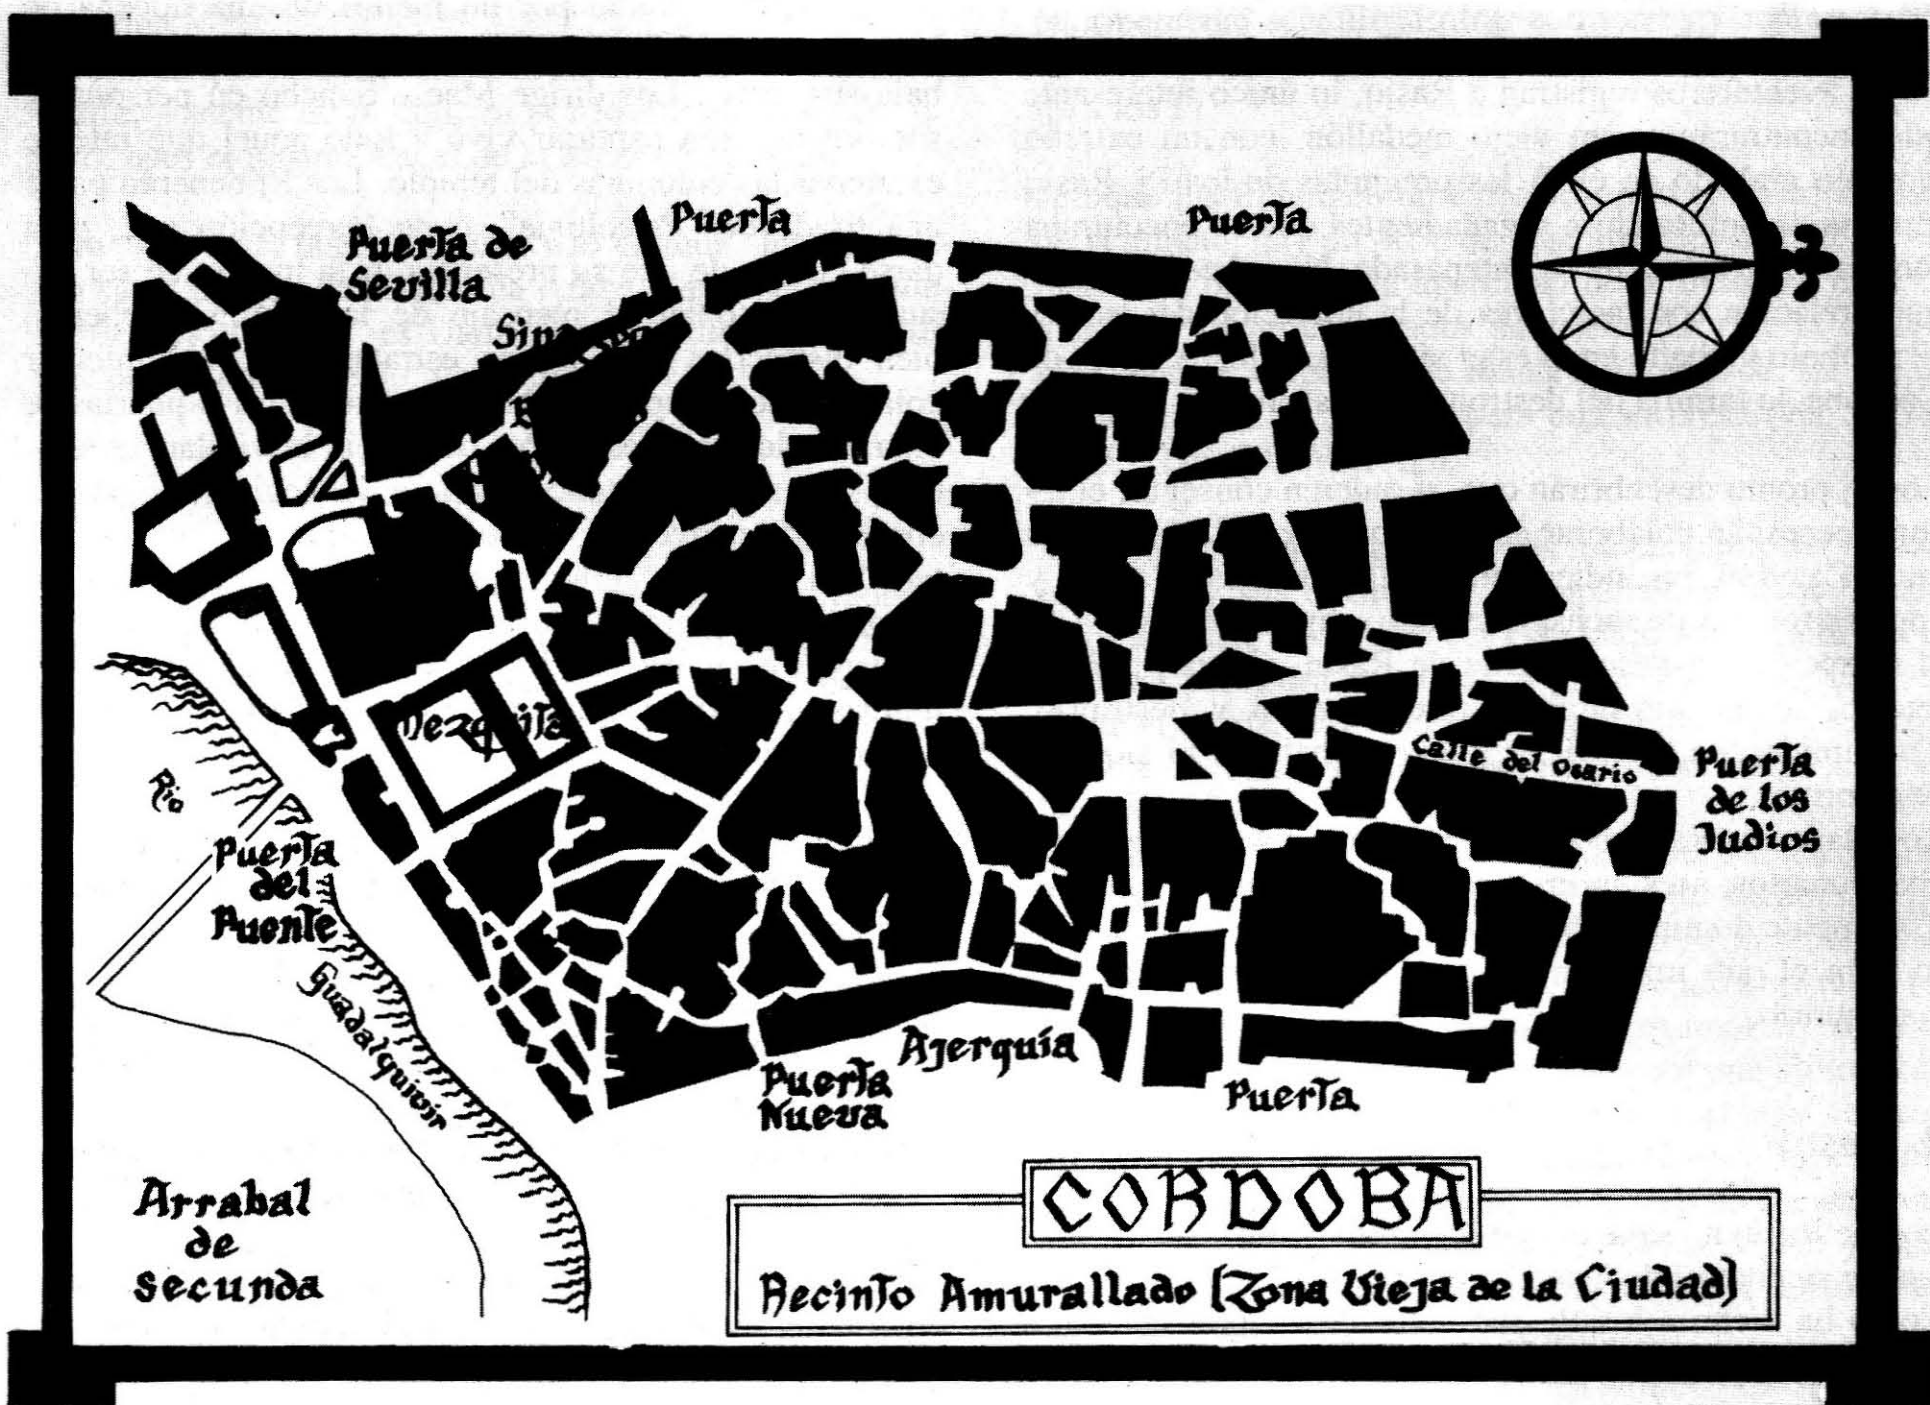 Puerta de
Sevilla
Puerta
Puerta
Mezquita
Calle del Osario
Puerta
de los
Judios
Rio
Puerta
del
Puente
Guadalquivir
Ajerquía
Puerta
Nueva
Puerta
Arrabal
de
secunda
CORDOBA
Recinto Amurallado (Zona Vieja de la Ciudad)